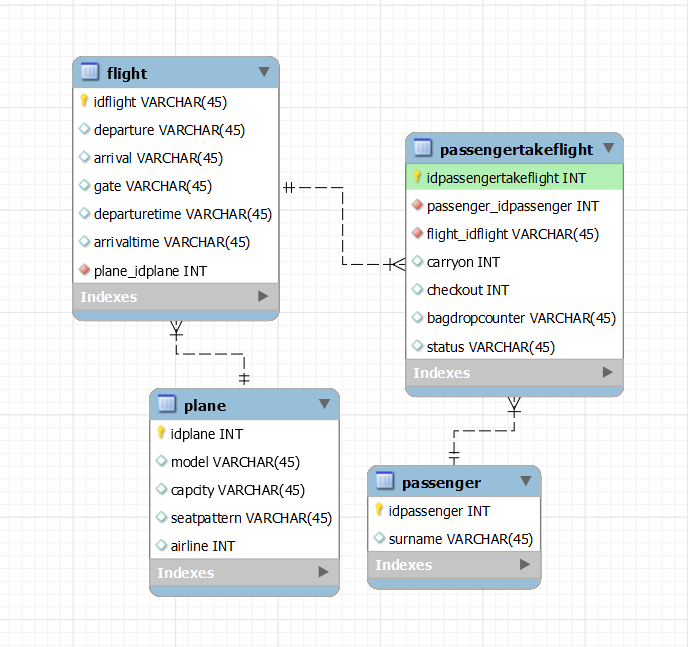 flight
idflight VARCHAR(45)
departure VARCHAR(45)
arrival VARCHAR(45)
gate VARCHAR(45)
departuretime VARCHAR(45)
arrivaltime VARCHAR(45)
plane_idplane INT
Indexes
passengertakeflight
idpassengertakeflight INT
passenger_idpassenger INT
flight_idflight VARCHAR(45)
carryon INT
checkout INT
bagdropcounter VARCHAR(45)
status VARCHAR(45)
Indexes
plane
idplane INT
model VARCHAR(45)
capcity VARCHAR(45)
seatpattern VARCHAR(45)
airline INT
Indexes
passenger
idpassenger INT
surname VARCHAR(45)
Indexes